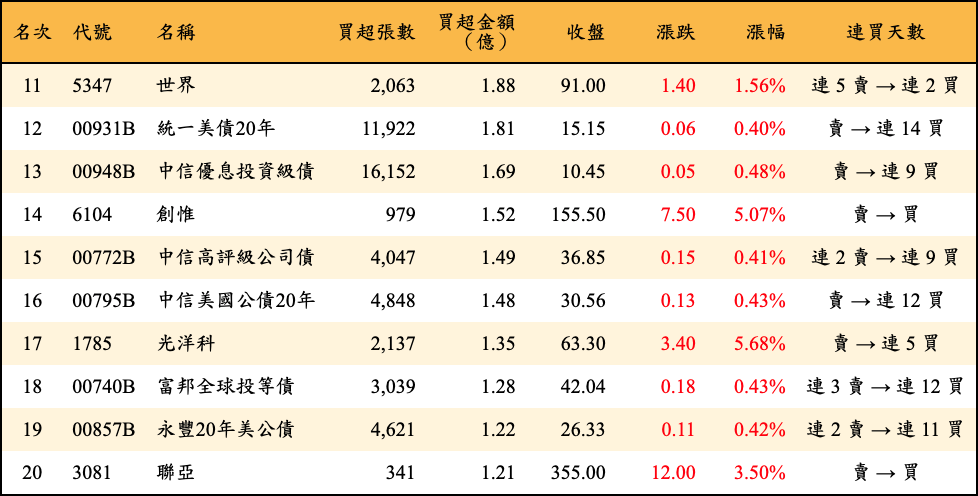 名次 代號 名稱 買超張數 買超金額（億） 收盤 漲跌 漲幅 連買天數
11 5347 世界 2,063 1.88 91.00 1.40 1.56% 連 5 賣 → 連 2 買
12 00931B 統一美債20年 11,922 1.81 15.15 0.06 0.40% 賣 → 連 14 買
13 00948B 中信優息投資級債 16,152 1.69 10.45 0.05 0.48% 賣 → 連 9 買
14 6104 創惟 979 1.52 155.50 7.50 5.07% 賣 → 買
15 00772B 中信高評級公司債 4,047 1.49 36.85 0.15 0.41% 連 2 賣 → 連 9 買
16 00795B 中信美國公債20年 4,848 1.48 30.56 0.13 0.43% 賣 → 連 12 買
17 1785 光洋科 2,137 1.35 63.30 3.40 5.68% 賣 → 連 5 買
18 00740B 富邦全球投等債 3,039 1.28 42.04 0.18 0.43% 連 3 賣 → 連 12 買
19 00857B 永豐20年美公債 4,621 1.22 26.33 0.11 0.42% 連 2 賣 → 連 11 買
20 3081 聯亞 341 1.21 355.00 12.00 3.50% 賣 → 買